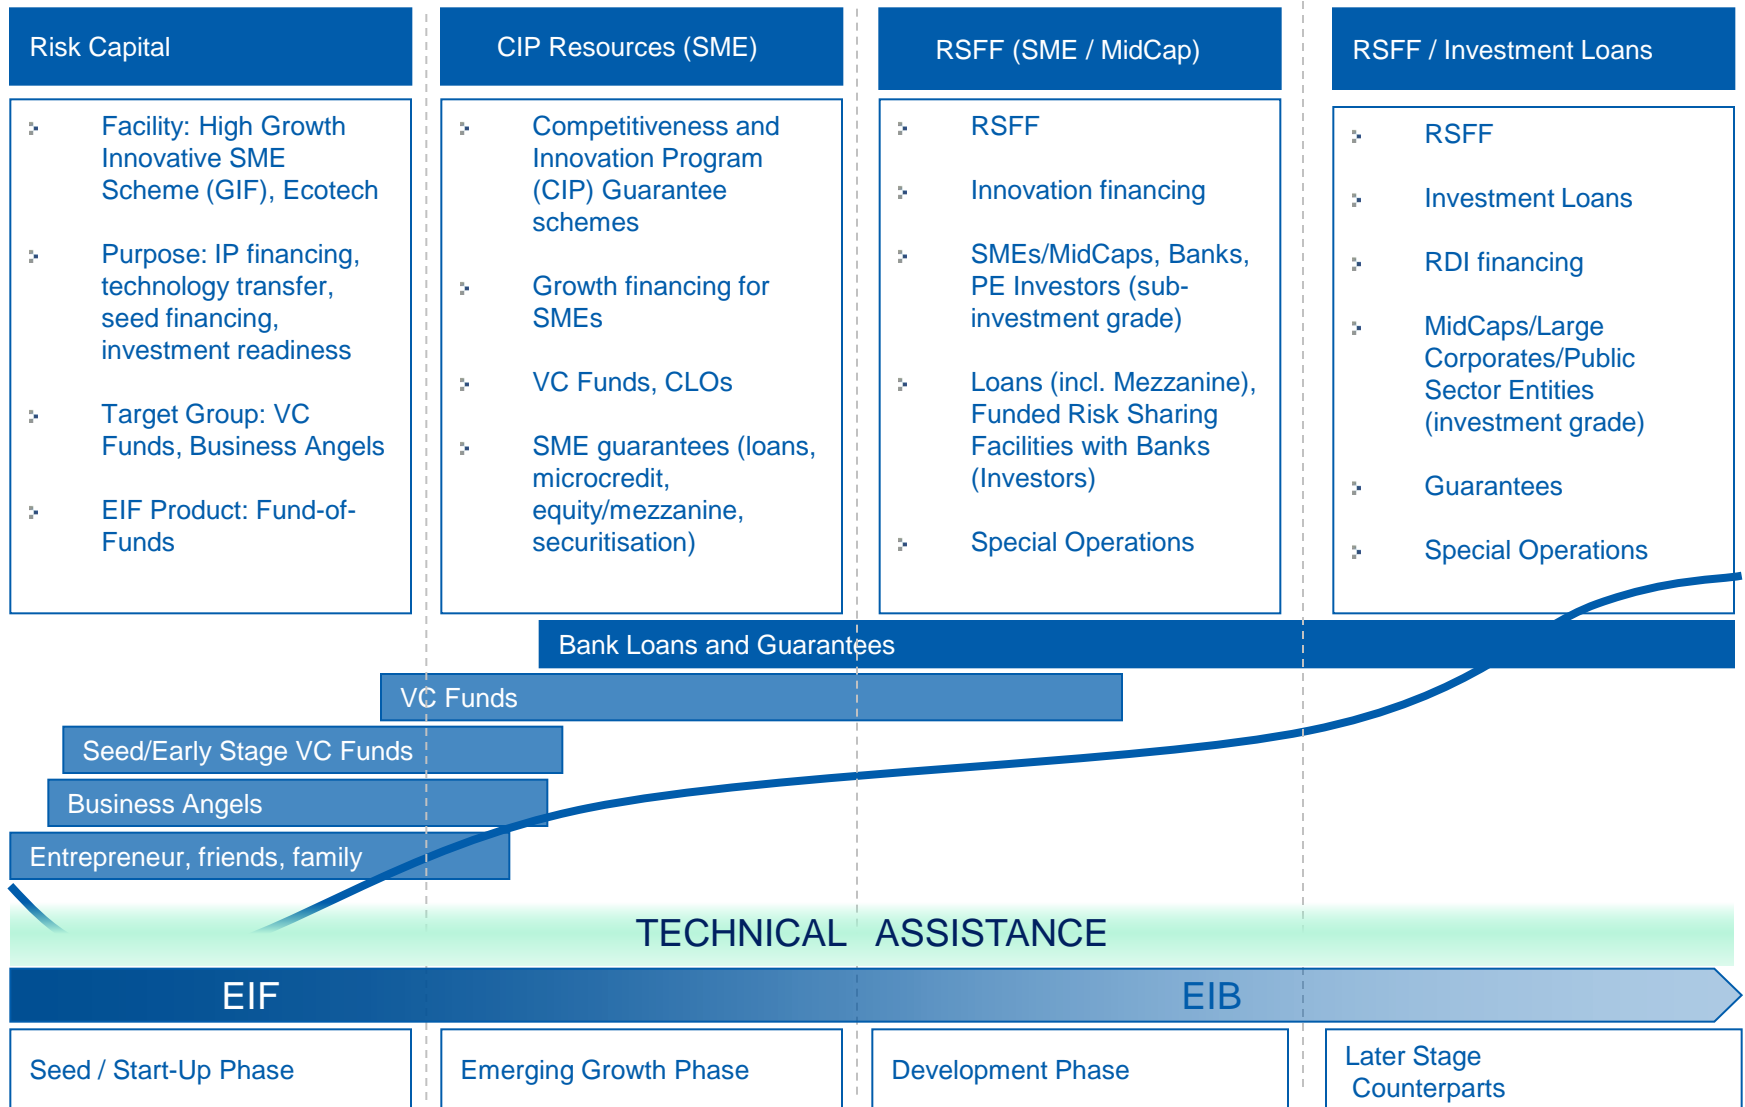 Risk Capital
Facility: High Growth
Innovative SME
Scheme (GIF), Ecotech
Purpose: IP financing,
technology transfer,
seed financing,
investment readiness
Target Group: VC
Funds, Business Angels
EIF Product: Fund-of-
Funds
CIP Resources (SME)
Competitiveness and
Innovation Program
(CIP) Guarantee
schemes
Growth financing for
SMEs
VC Funds, CLOs
SME guarantees (loans,
microcredit,
equity/mezzanine,
securitisation)
RSFF (SME / MidCap)
RSFF
Innovation financing
SMEs/MidCaps, Banks,
PE Investors (sub-
investment grade)
Loans (incl. Mezzanine),
Funded Risk Sharing
Facilities with Banks
(Investors)
Special Operations
RSFF / Investment Loans
RSFF
Investment Loans
RDI financing
MidCaps/Large
Corporates/Public
Sector Entities
(investment grade)
Guarantees
Special Operations
Bank Loans and Guarantees
VC Funds
Seed/Early Stage VC Funds
Business Angels
Entrepreneur, friends, family
TECHNICAL ASSISTANCE
EIF
EIB
Seed / Start-Up Phase
Emerging Growth Phase
Development Phase
Later Stage
Counterparts